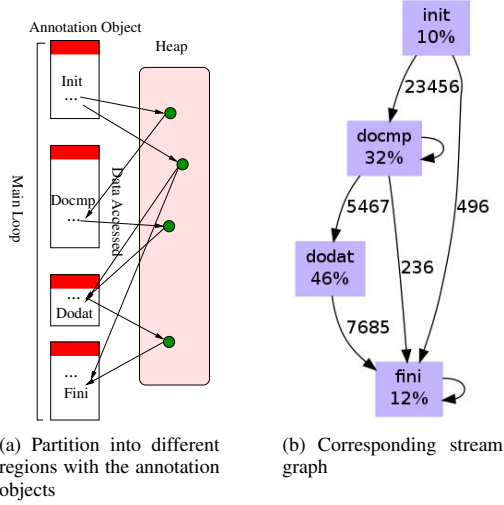 Annotation Object
Heap
Init
...
Docmp
...
Data Accessed
Main Loop
...
Dodat
...
Fini
(a) Partition into different
regions with the annotation
objects
init
10%
23456
docmp
32%
5467
496
dodat
46%
236
7685
fini
12%
(b) Corresponding stream
graph